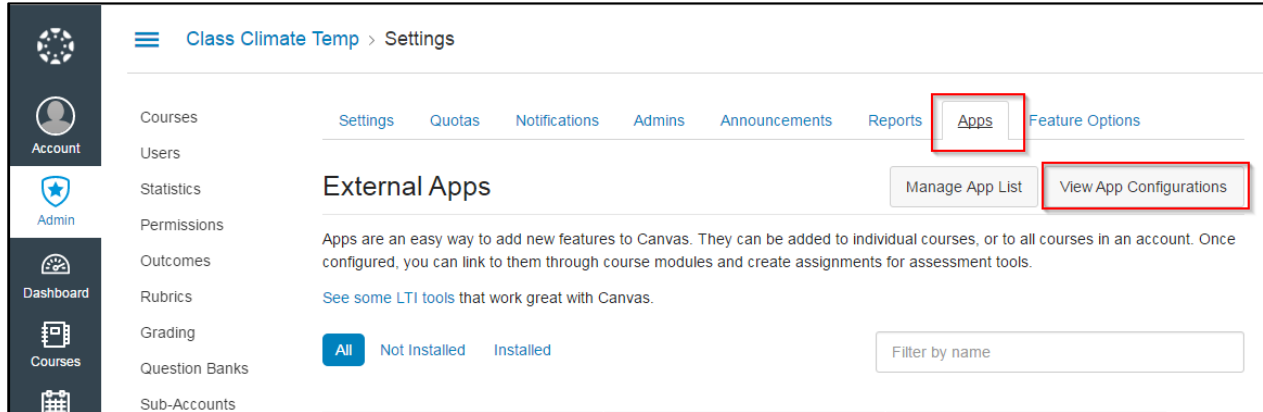 Class Climate Temp > Settings
Account
Admin
Dashboard
Courses
Courses
Users
Statistics
Permissions
Outcomes
Rubrics
Grading
Question Banks
Sub-Accounts
Settings Quotas Notifications Admins Announcements Reports Apps Feature Options
External Apps
Manage App List
View App Configurations
Apps are an easy way to add new features to Canvas. They can be added to individual courses, or to all courses in an account. Once
configured, you can link to them through course modules and create assignments for assessment tools.
See some LTI tools that work great with Canvas.
All Not Installed Installed
Filter by name